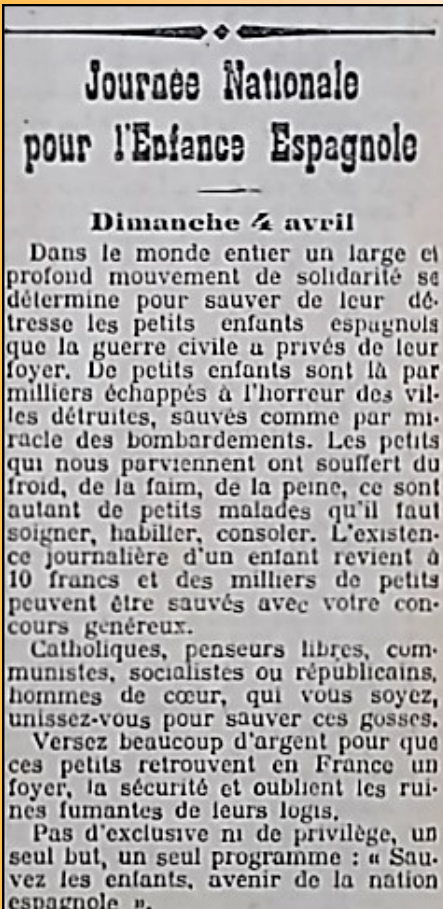 Journée Nationale
pour l'Enfance Espagnole
Dimanche 4 avril
Dans le monde entier un large et
profond mouvement de solidarité se
détermine pour sauver de leur dé-
tresse les petits enfants espagnols
que la guerre civile a privés de leur
foyer. De petits enfants sont là par
milliers échappés à l'horreur des vil-
les détruites, sauvés comme par mi-
racle des bombardements. Les petits
qui nous parviennent ont souffert du
froid, de la faim, de la peine, ce sont
autant de petits malades qu'il faut
soigner, habiller, consoler. L'existen-
ce journalière d'un enfant revient à
10 francs et des milliers de petits
peuvent être sauvés avec votre con-
cours genéreux.
Catholiques, penseurs libres, com-
munistes, socialistes ou républicains,
hommes de cœur, qui vous soyez,
unissez-vous pour sauver ces gosses.
Versez beaucoup d'argent pour que
ces petits retrouvent en France un
foyer, la sécurité et oublient les rui-
nes fumantes de leurs logis.
Pas d'exclusive ni de privilège, un
seul but, un seul programme : « Sau-
vez les enfants, avenir de la nation
espagnole ».